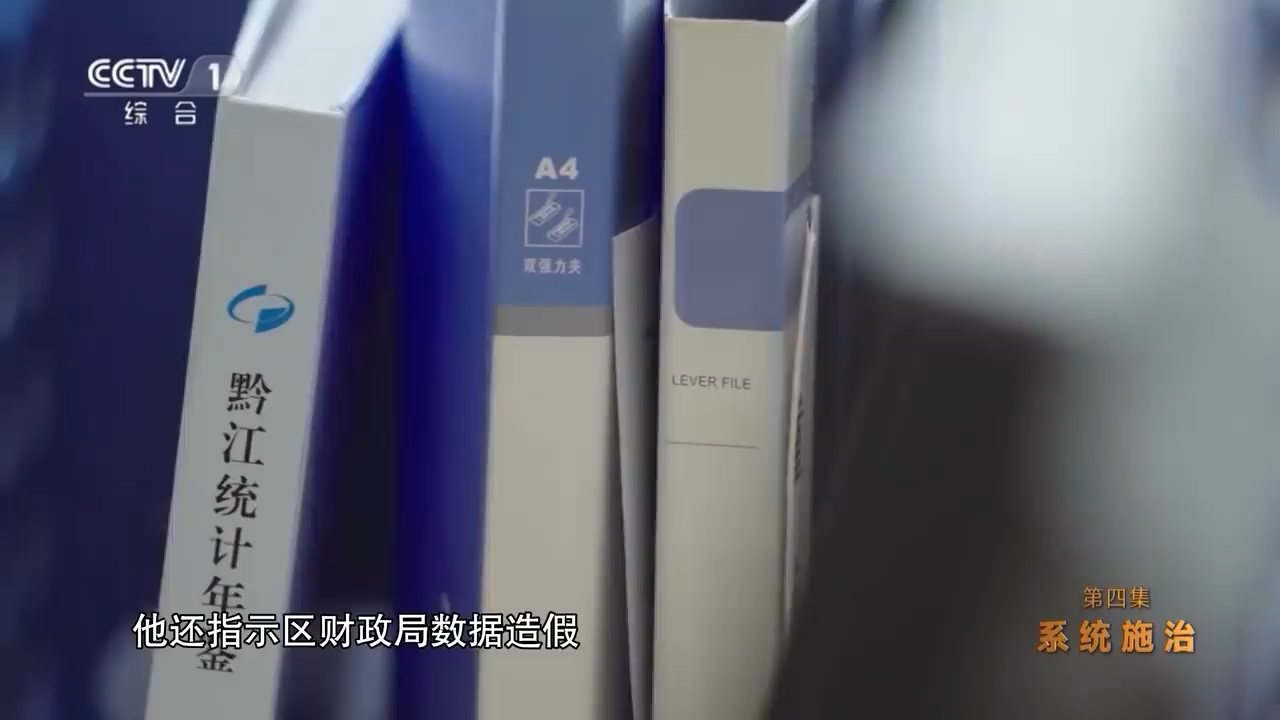 CCTV 1
综合
A4
双强力夹
LEVER FILE
黔江统计年鉴
他还指示区财政局数据造假
第四集
系统施治